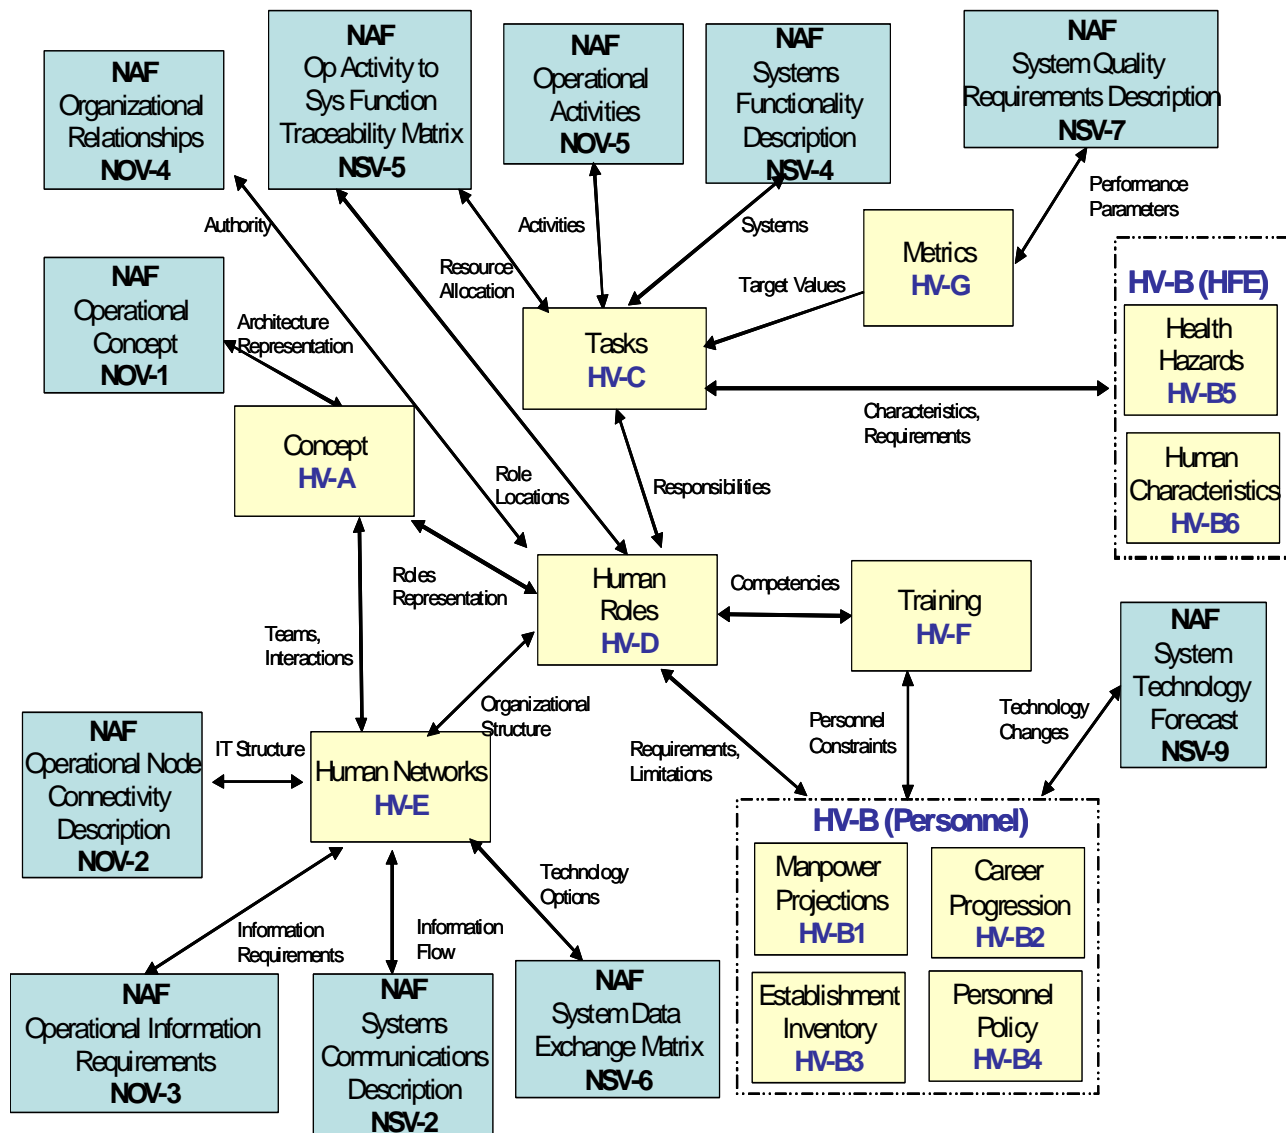 NAF
Organizational
Relationships
NOV-4
NAF
Op Activity to
Sys Function
Traceability Matrix
NSV-5
NAF
Operational
Activities
NOV-5
NAF
Systems
Functionality
Description
NSV-4
NAF
System Quality
Requirements Description
NSV-7
Authority
Activities
Systems
Performance
Parameters
Resource
Allocation
Metrics
HV-G
Target Values
HV-B (HFE)
Health
Hazards
HV-B5
Human
Characteristics
HV-B6
NAF
Operational
Concept
NOV-1
Architecture
Representation
Tasks
HV-C
Characteristics,
Requirements
Concept
HV-A
Role
Locations
Responsibilities
Roles
Representation
Human
Roles
HV-D
Competencies
Training
HV-F
NAF
System
Technology
Forecast
NSV-9
Teams,
Interactions
Organizational
Structure
Requirements,
Limitations
Personnel
Constraints
Technology
Changes
NAF
Operational Node
Connectivity
Description
NOV-2
IT Structure
Human Networks
HV-E
HV-B (Personnel)
Manpower
Projections
HV-B1
Career
Progression
HV-B2
Establishment
Inventory
HV-B3
Personnel
Policy
HV-B4
Information
Requirements
Information
Flow
Technology
Options
NAF
Operational Information
Requirements
NOV-3
NAF
Systems
Communications
Description
NSV-2
NAF
System Data
Exchange Matrix
NSV-6